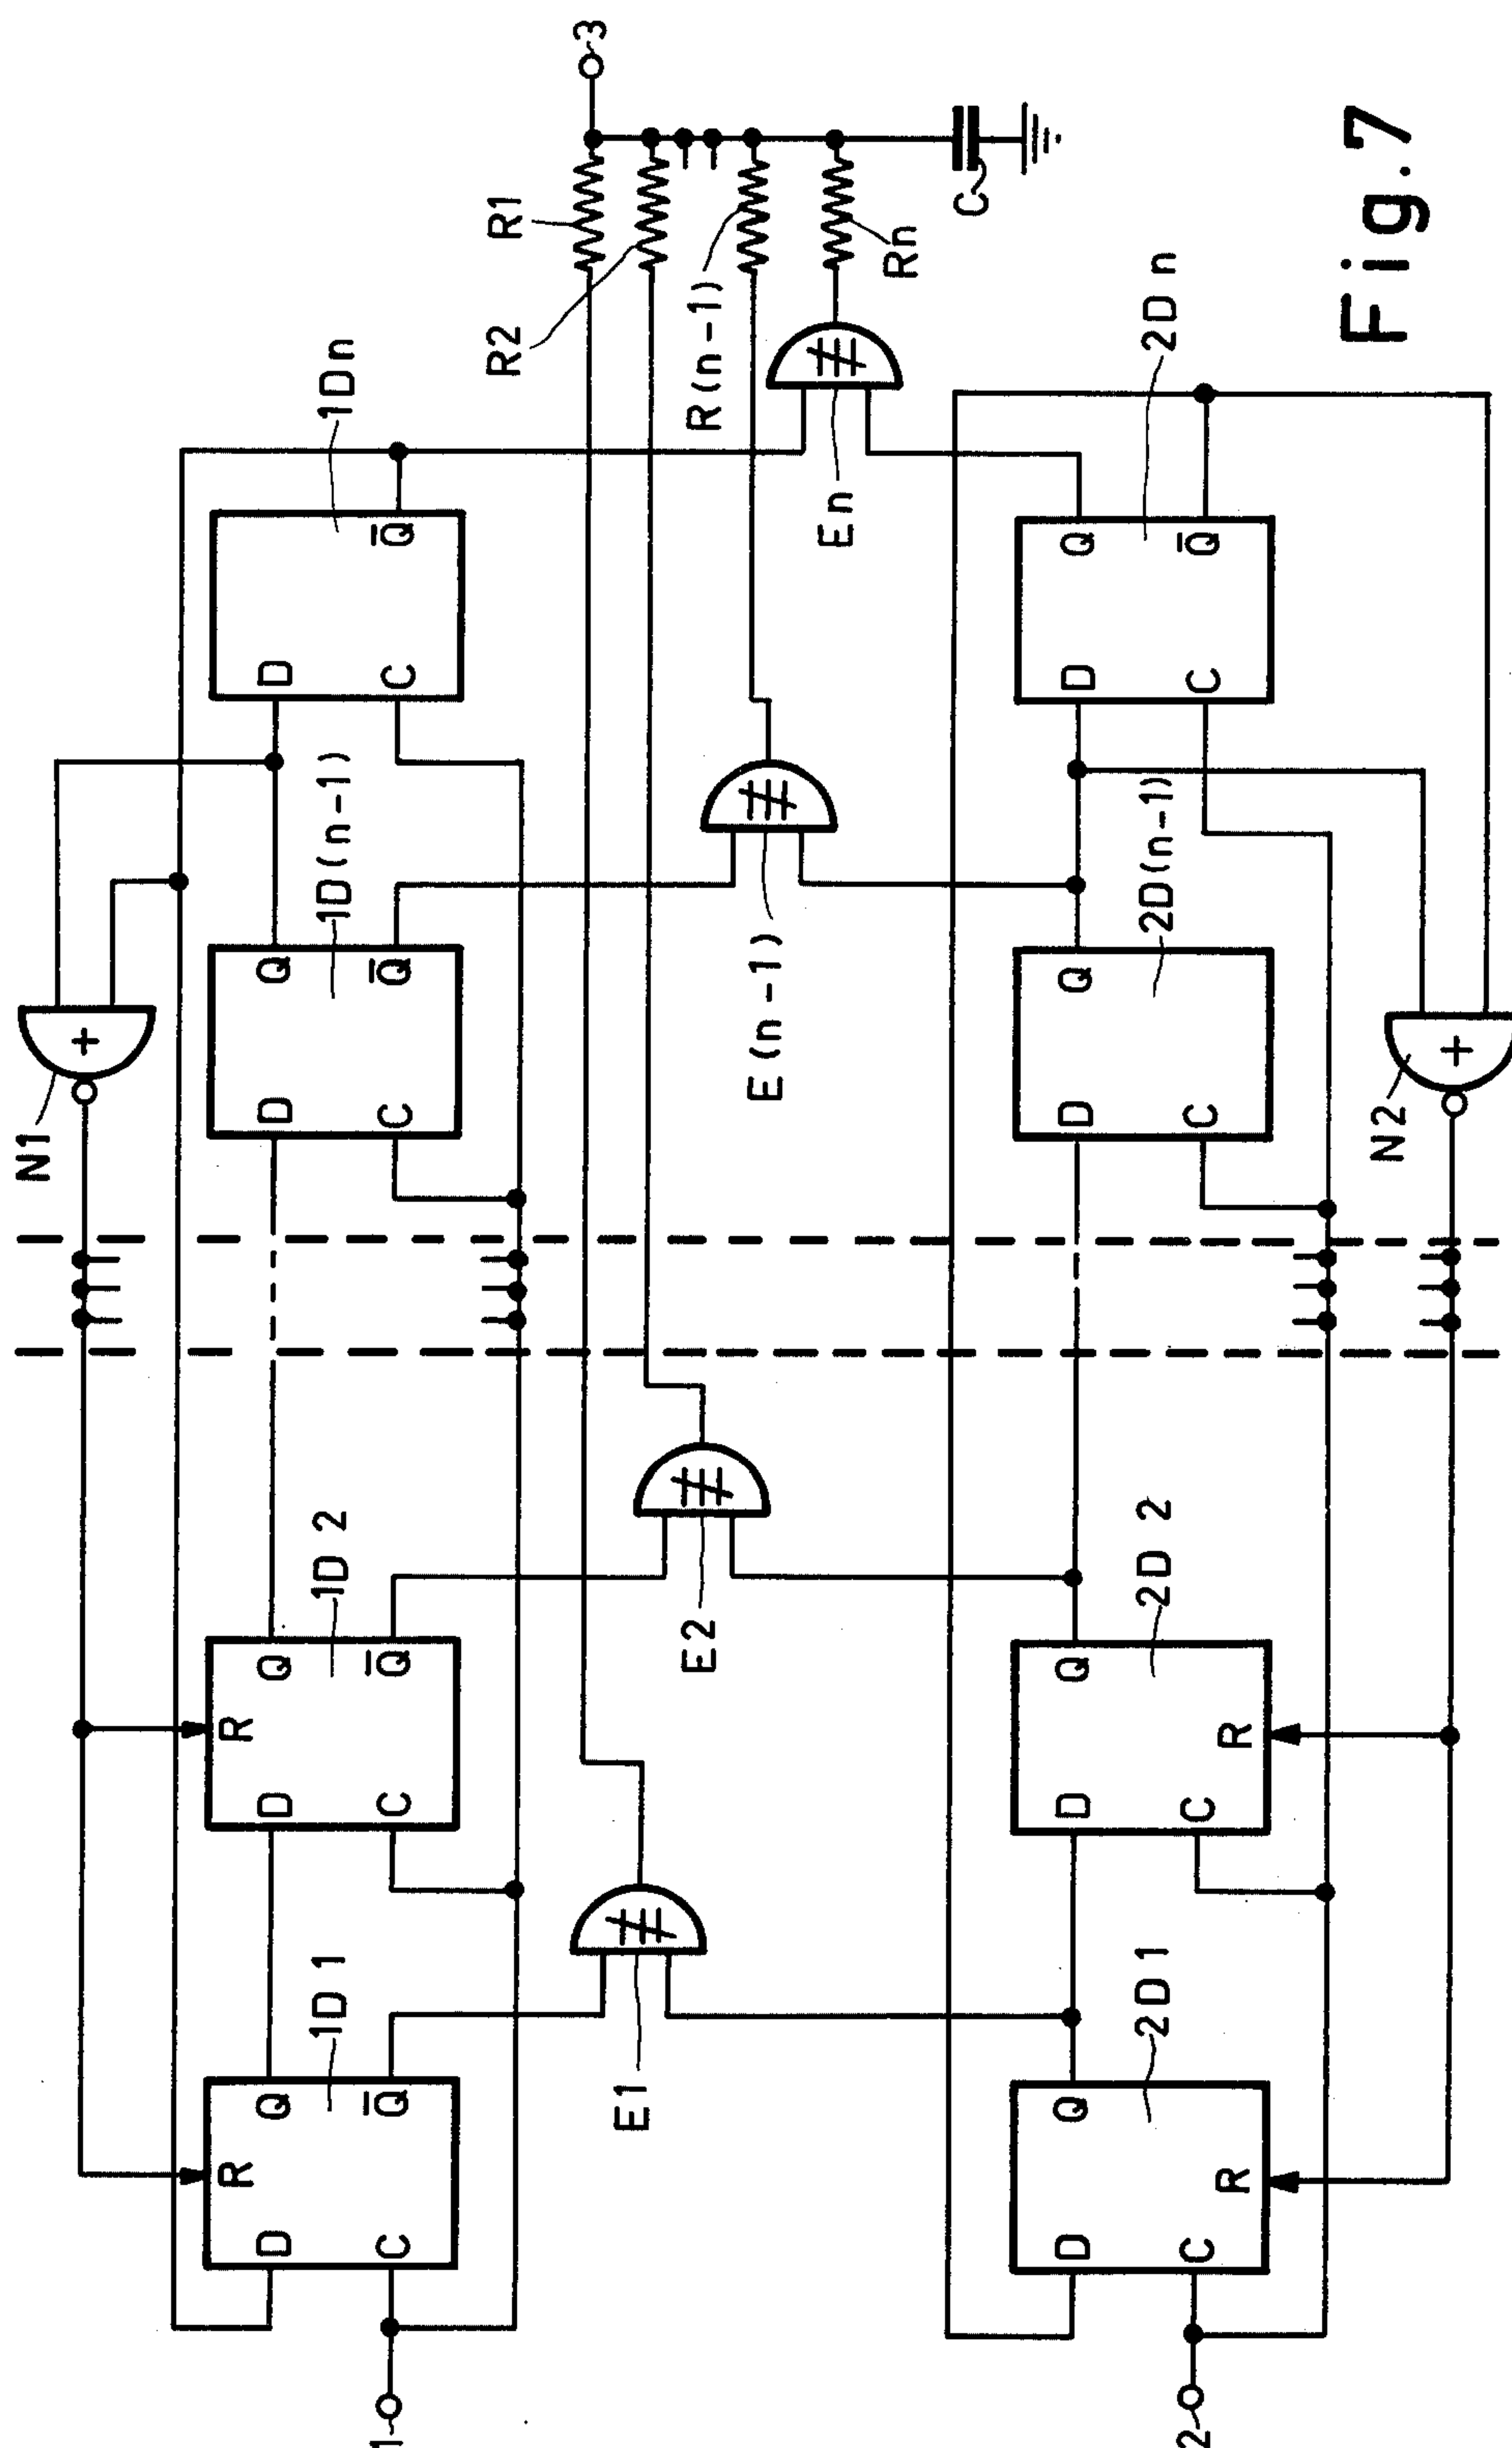 N1
1D1
1D2
1D(n-1)
1Dn
R
D
Q
C
Q̅
R
D
Q
C
Q̅
D
Q
C
Q̅
D
C
Q̅
1
+
R1
R2
R(n-1)
Rn
3
C
E1
E2
E(n-1)
En
2D1
2D2
2D(n-1)
2Dn
D
Q
C
R
D
Q
C
R
D
Q
C
D
Q
C
Q̅
2
N2
+
Fig.7